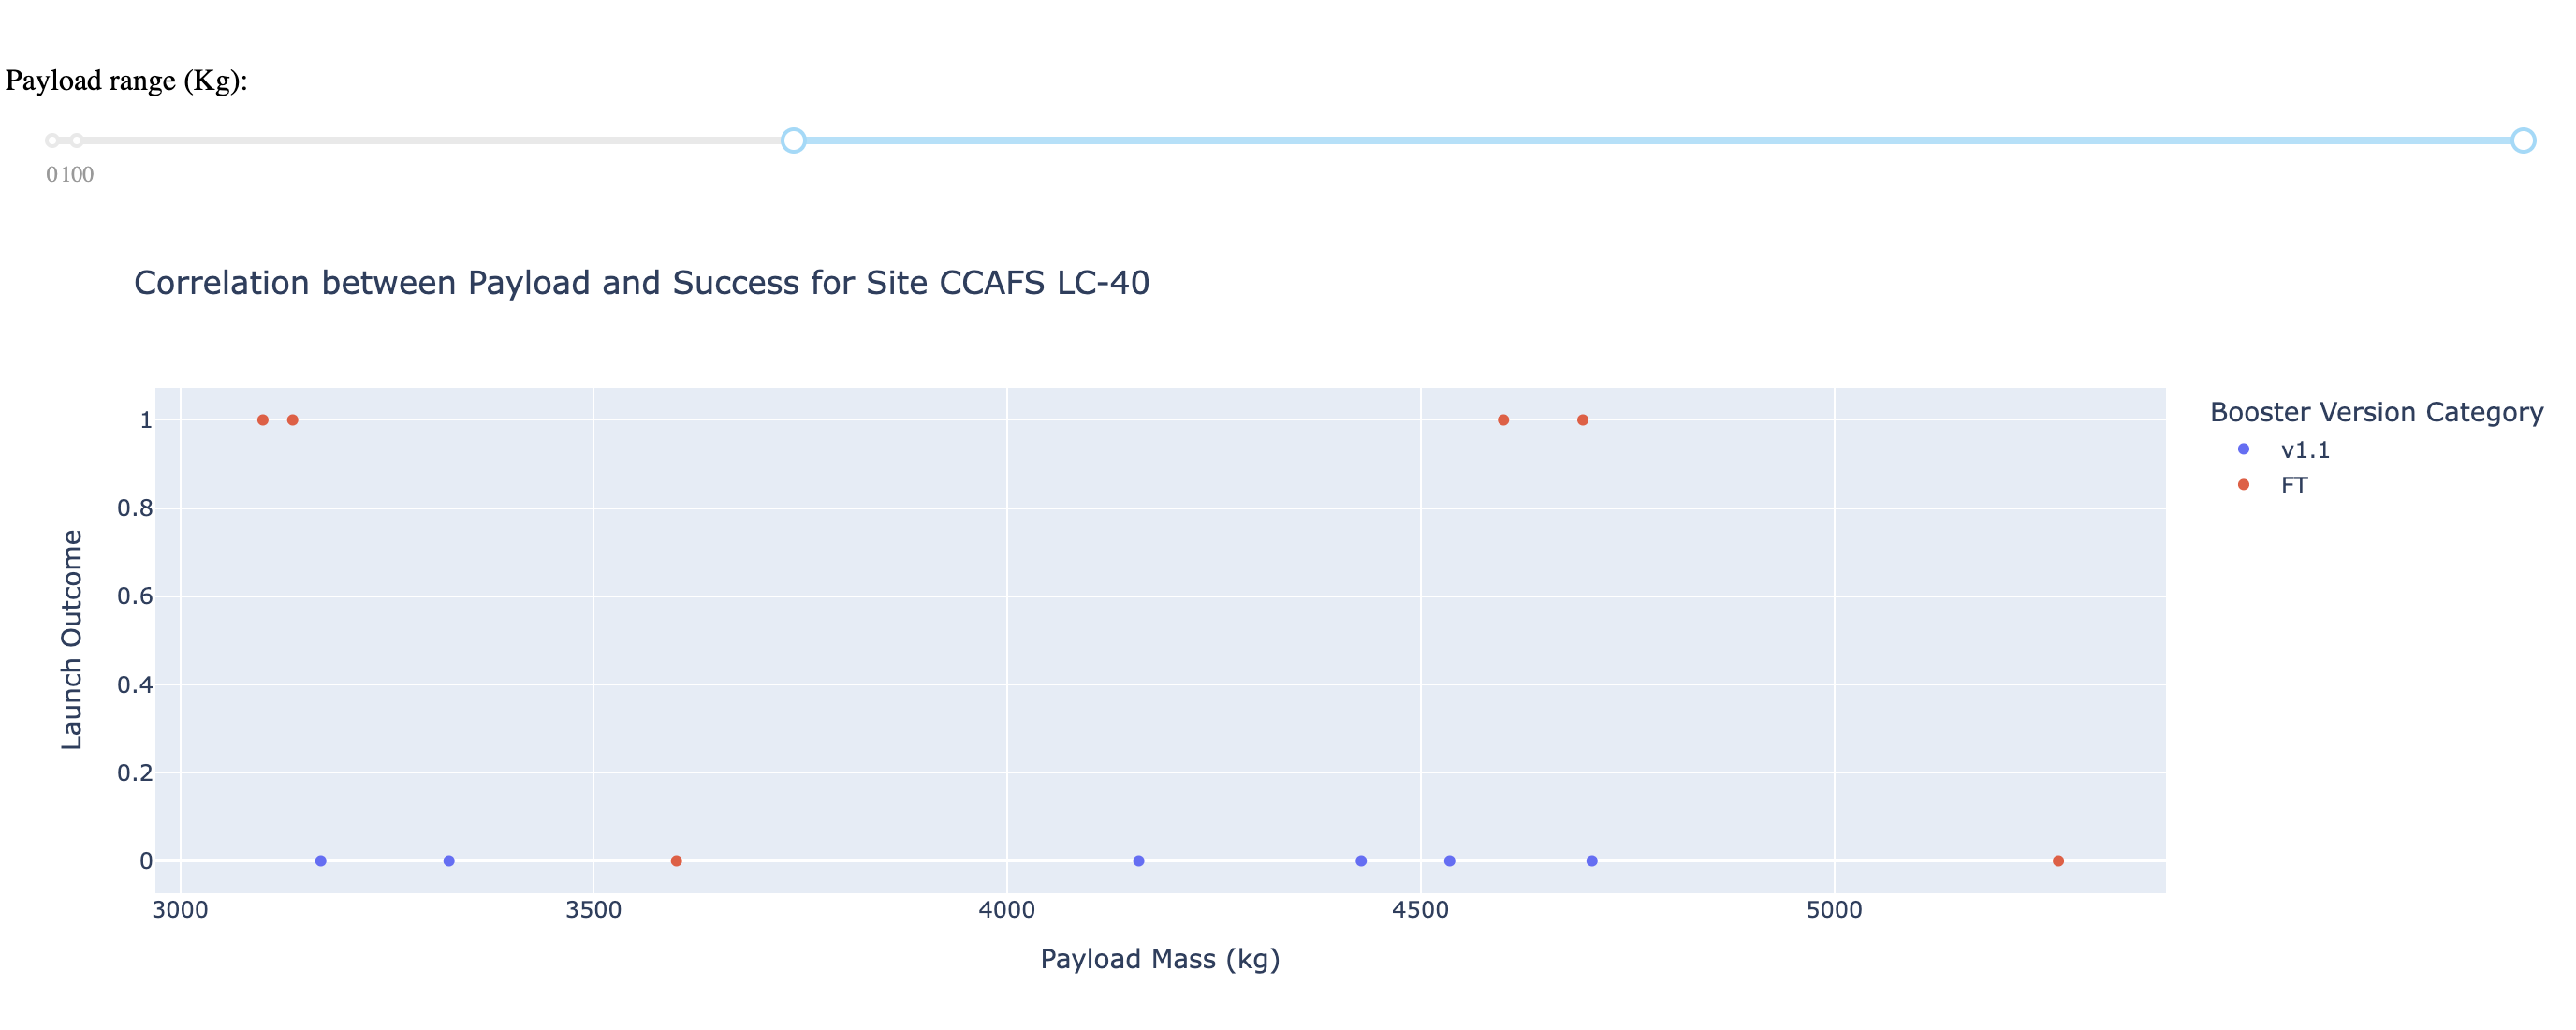 Payload range (Kg):
0 100
Correlation between Payload and Success for Site CCAFS LC-40
Booster Version Category
v1.1
FT
Launch Outcome
1
0.8
0.6
0.4
0.2
0
3000 3500 4000 4500 5000
Payload Mass (kg)